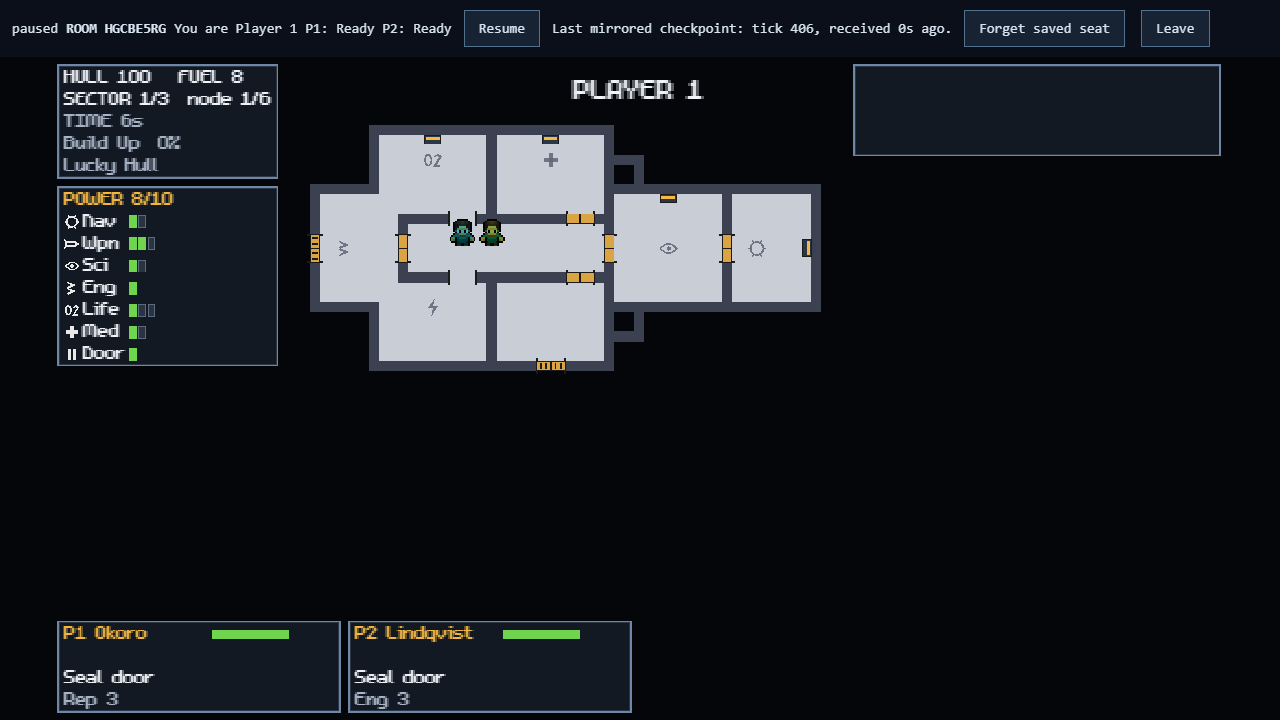 paused ROOM HGCBE5RG You are Player 1 P1: Ready P2: Ready Resume Last mirrored checkpoint: tick 406, received 0s ago. Forget saved seat Leave
HULL 100 FUEL 8
SECTOR 1/3 node 1/6
TIME 6s
Build Up 0%
Lucky Hull
PLAYER 1
POWER 8/10
Nav
Wpn
Sci
Eng
O2 Life
Med
Door
O2
P1 Okoro
Seal door
Rep 3
P2 Lindqvist
Seal door
Eng 3